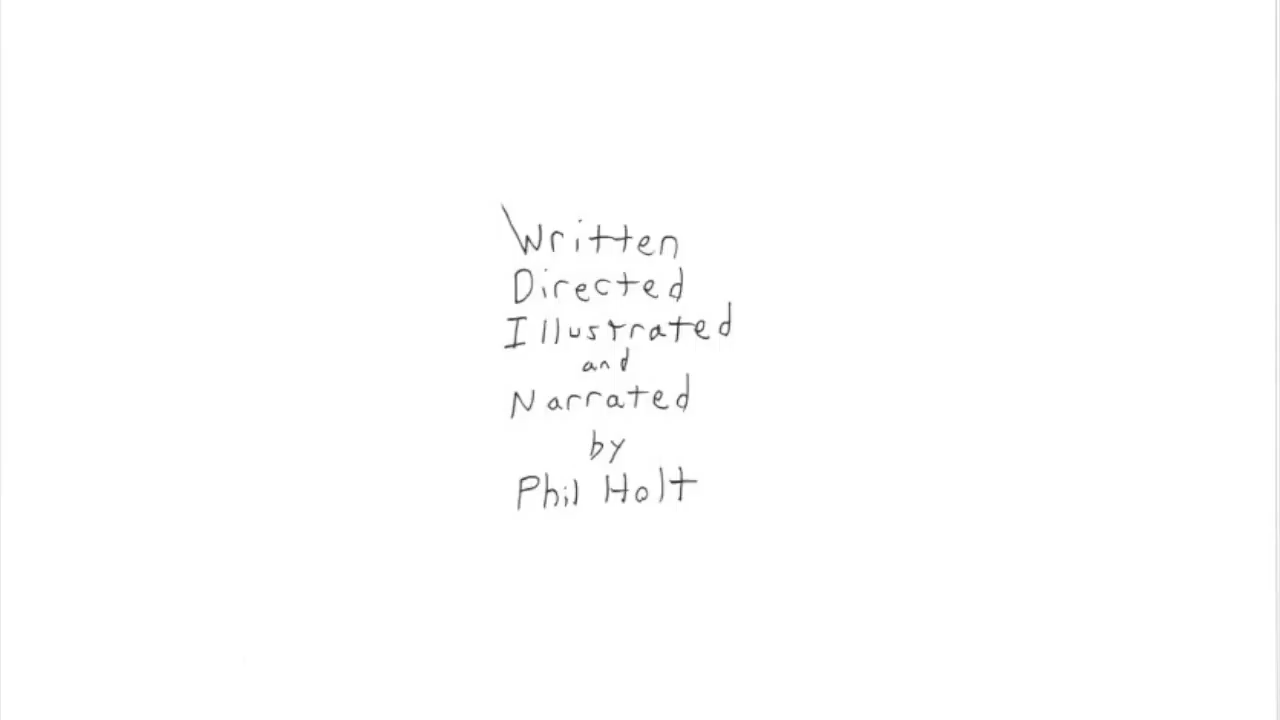 Written
Directed
Illustrated
and
Narrated
by
Phil Holt